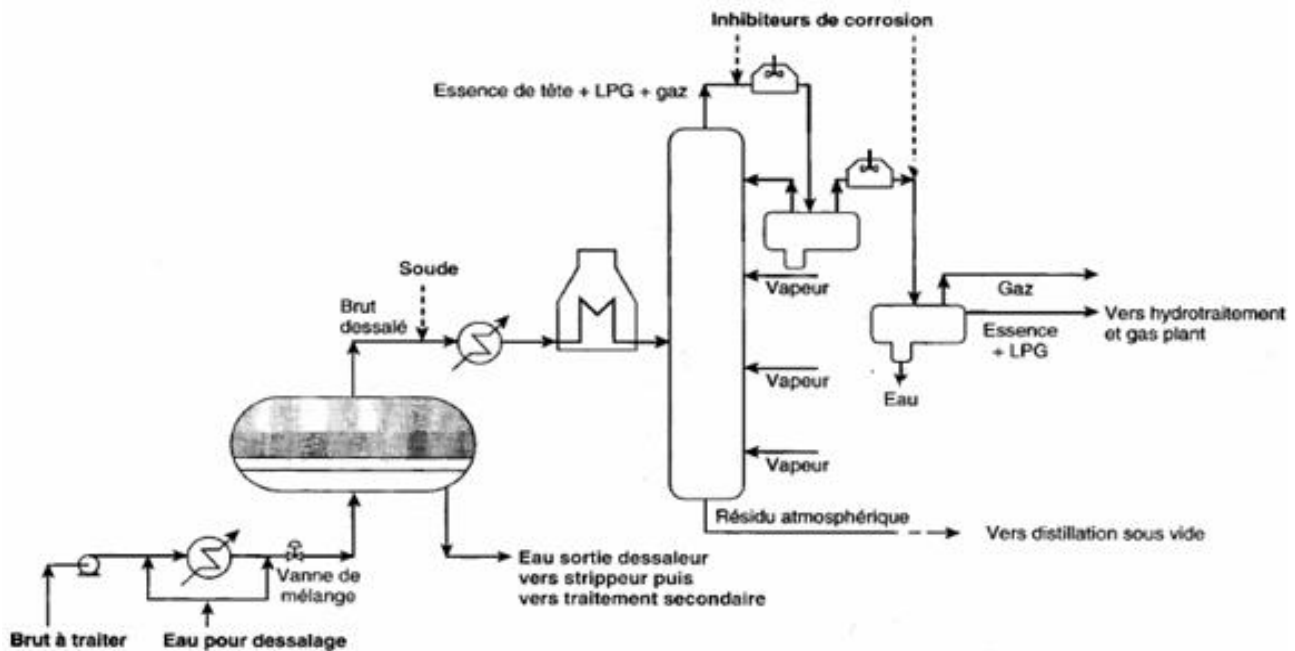 Inhibiteurs de corrosion
Essence de tête + LPG + gaz
Soude
Brut
dessalé
Vapeur
Gaz
Vers hydrotraitement
et gas plant
Essence
+ LPG
Eau
Vapeur
Vapeur
Résidu atmosphérique
Vers distillation sous vide
Eau sortie dessaleur
vers strippeur puis
vers traitement secondaire
Vanne de
mélange
Brut à traiter
Eau pour dessalage